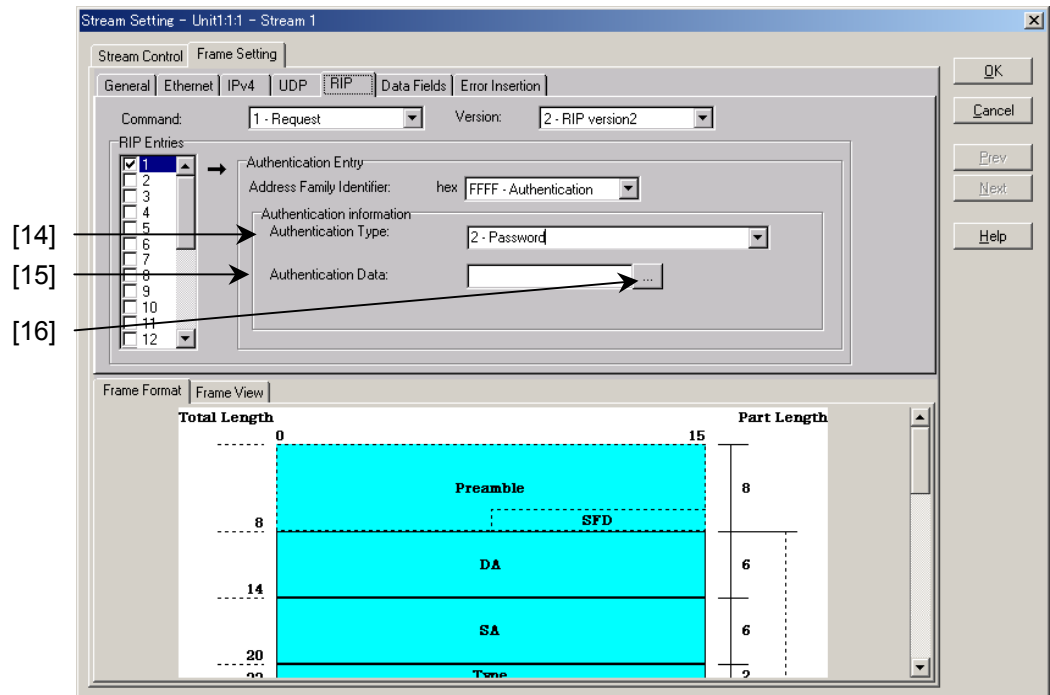 Stream Setting – Unit1:1:1 – Stream 1
Stream Control Frame Setting
General Ethernet IPv4 UDP RIP Data Fields Error Insertion
Command: 1 - Request Version: 2 - RIP version2
RIP Entries
1
2
3
4
5
6
7
8
9
10
11
12
Authentication Entry
Address Family Identifier: hex FFFF - Authentication
Authentication information
Authentication Type: 2 - Password
Authentication Data: ...
[14]
[15]
[16]
OK
Cancel
Prev
Next
Help
Frame Format Frame View
Total Length Part Length
0 15
Preamble 8
8 SFD
DA 6
14
SA 6
20
22 Type 2